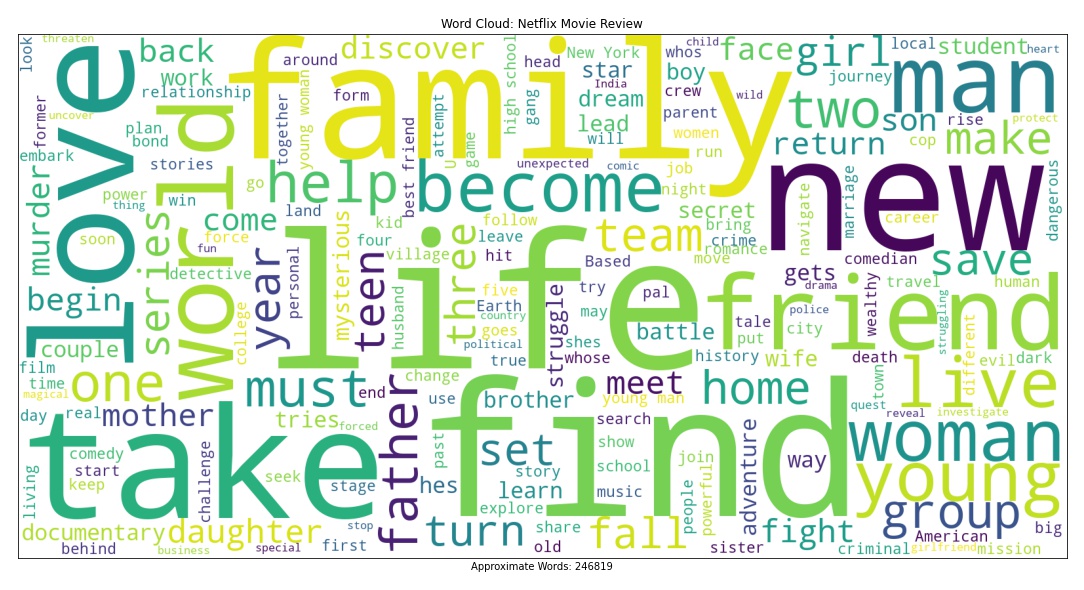 Word Cloud: Netflix Movie Review
threaten
look
love
back
work
relationship
world
family
around
discover
high school
head
New York
star
India
child
whos
face
girl
local
student
heart
man
journey
boy
crew
wild
dream
lead
will
parent
women
run
two
son
cop
rise
protect
make
return
former
uncover
plan
bond
embark
stories
together
young woman
form
best friend
attempt
U
game
gang
unexpected
comic
job
night
new
murder
power
thing
win
go
help
become
secret
bring
crime
romance
move
navigate
marriage
career
dangerous
soon
series
come
force
fun
land
kid
four
village
follow
leave
hit
team
Based
comedian
save
detective
year
personal
mysterious
teen
husband
three
life
five
Earth
country
goes
political
true
struggle
try
may
shes
whose
pal
battle
gets
drama
tale
put
police
city
wealthy
travel
human
friend
struggling
different
begin
couple
college
film
time
magical
one
must
end
change
use
brother
young man
meet
history
wife
home
death
town
evil
dark
live
quest
reveal
investigate
day
real
mother
tries
forced
father
take
find
past
set
story
learn
explore
search
show
school
music
join
people
powerful
adventure
way
woman
young
living
comedy
start
keep
challenge
seek
stage
hes
documentary
daughter
stop
first
turn
share
old
fall
sister
fight
group
American
big
behind
business
special
criminal
girlfriend
mission
Approximate Words: 246819